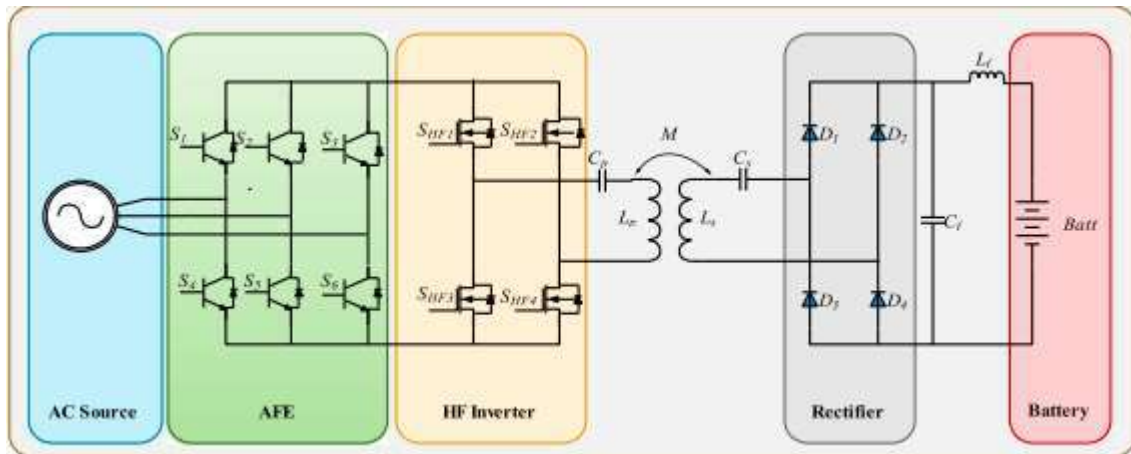 S1
S2
S3
S4
S5
S6
SHF1
SHF2
SHF3
SHF4
Cp
M
Cs
Ls
D1
D2
D3
D4
Cf
Lf
Batt
AC Source
AFE
HF Inverter
Rectifier
Battery